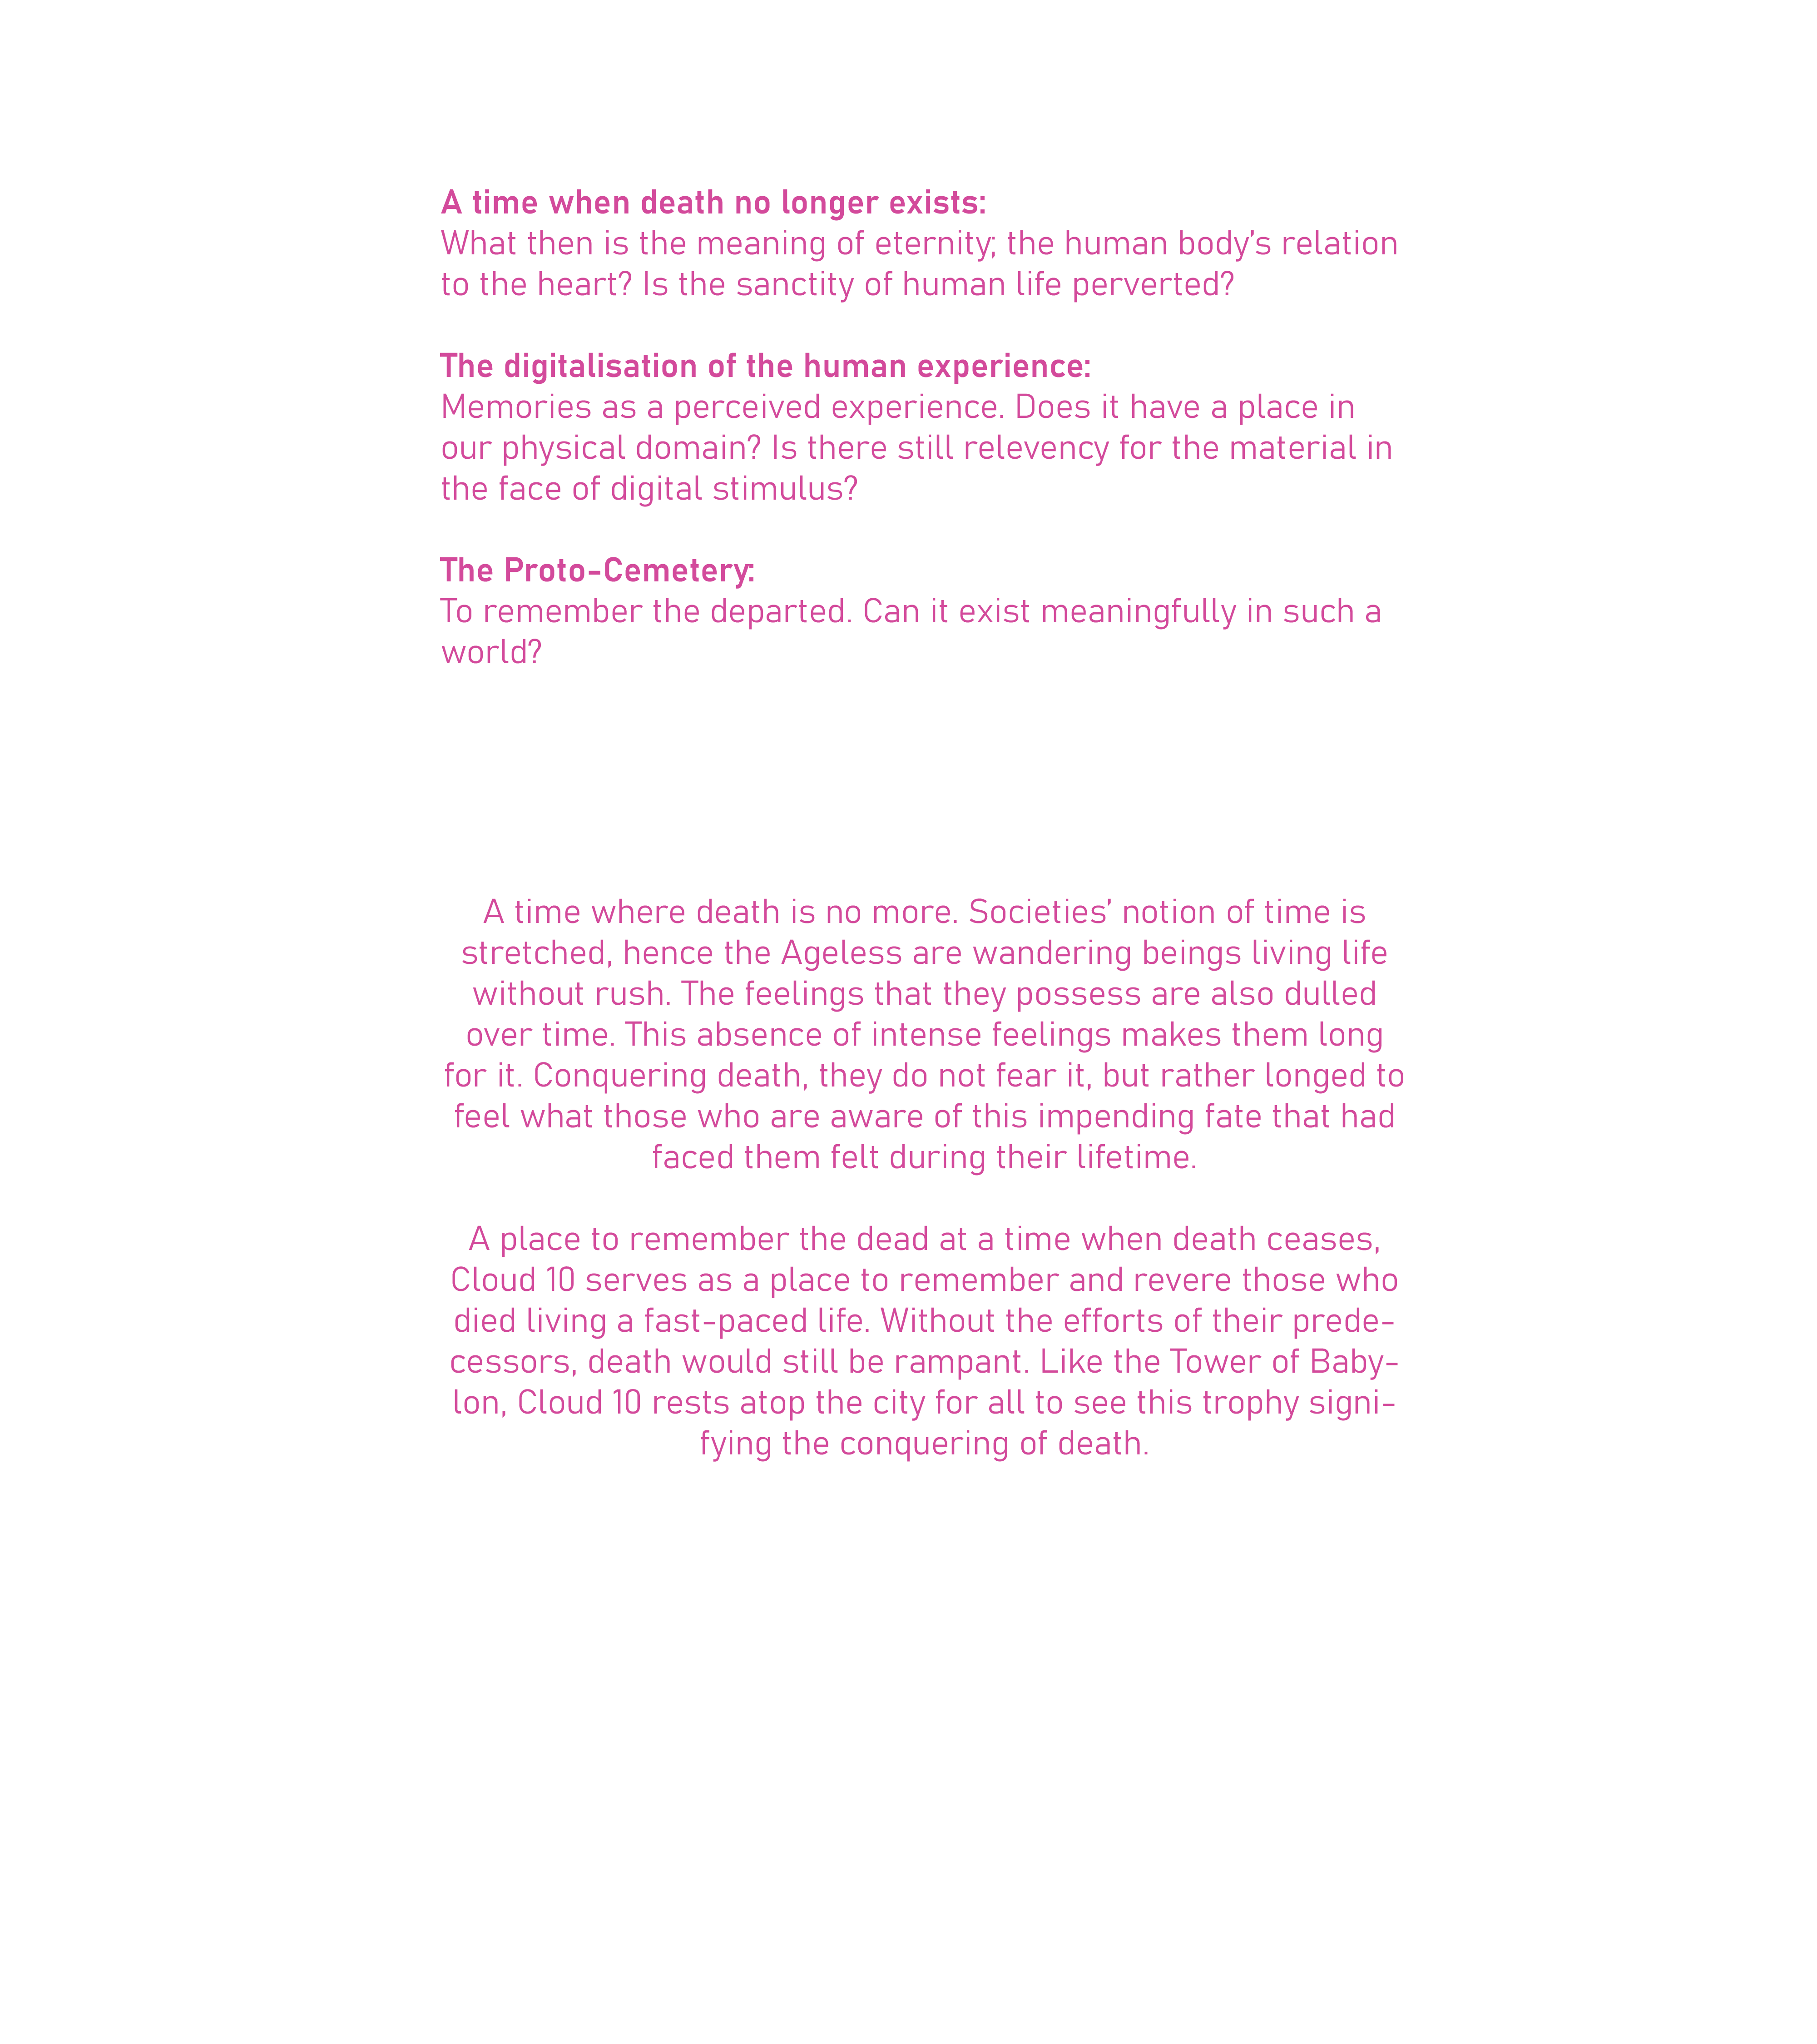 A time when death no longer exists:
What then is the meaning of eternity; the human body's relation
to the heart? Is the sanctity of human life perverted?
The digitalisation of the human experience:
Memories as a perceived experience. Does it have a place in
our physical domain? Is there still relevency for the material in
the face of digital stimulus?
The Proto-Cemetery:
To remember the departed. Can it exist meaningfully in such a
world?
A time where death is no more. Societies' notion of time is
stretched, hence the Ageless are wandering beings living life
without rush. The feelings that they possess are also dulled
over time. This absence of intense feelings makes them long
for it. Conquering death, they do not fear it, but rather longed to
feel what those who are aware of this impending fate that had
faced them felt during their lifetime.
A place to remember the dead at a time when death ceases,
Cloud 10 serves as a place to remember and revere those who
died living a fast-paced life. Without the efforts of their prede-
cessors, death would still be rampant. Like the Tower of Baby-
lon, Cloud 10 rests atop the city for all to see this trophy signi-
fying the conquering of death.